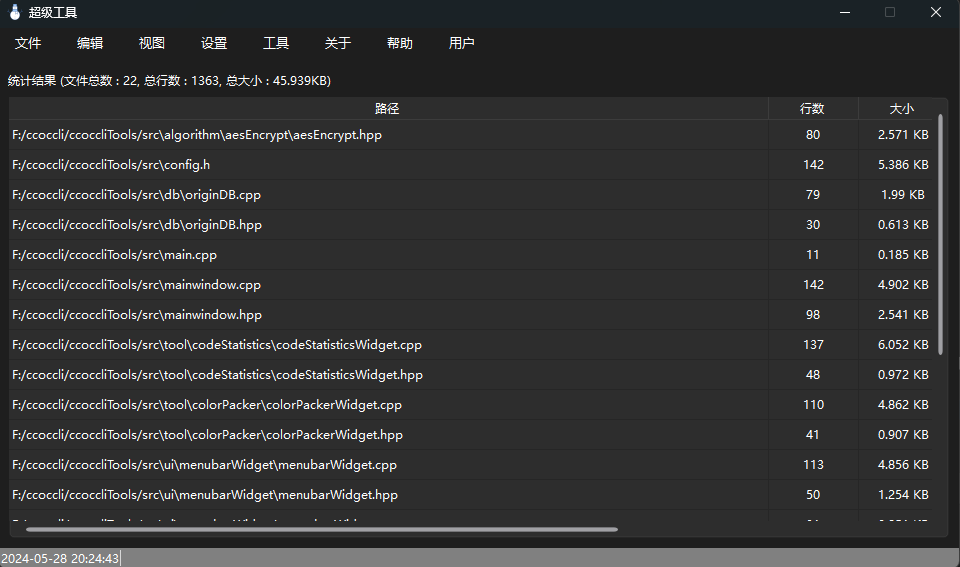 超级工具
文件 编辑 视图 设置 工具 关于 帮助 用户
统计结果 (文件总数 : 22, 总行数 : 1363, 总大小 : 45.939KB)
路径 行数 大小
F:/ccoccli/ccoccliTools/src\algorithm\aesEncrypt\aesEncrypt.hpp 80 2.571 KB
F:/ccoccli/ccoccliTools/src\config.h 142 5.386 KB
F:/ccoccli/ccoccliTools/src\db\originDB.cpp 79 1.99 KB
F:/ccoccli/ccoccliTools/src\db\originDB.hpp 30 0.613 KB
F:/ccoccli/ccoccliTools/src\main.cpp 11 0.185 KB
F:/ccoccli/ccoccliTools/src\mainwindow.cpp 142 4.902 KB
F:/ccoccli/ccoccliTools/src\mainwindow.hpp 98 2.541 KB
F:/ccoccli/ccoccliTools/src\tool\codeStatistics\codeStatisticsWidget.cpp 137 6.052 KB
F:/ccoccli/ccoccliTools/src\tool\codeStatistics\codeStatisticsWidget.hpp 48 0.972 KB
F:/ccoccli/ccoccliTools/src\tool\colorPacker\colorPackerWidget.cpp 110 4.862 KB
F:/ccoccli/ccoccliTools/src\tool\colorPacker\colorPackerWidget.hpp 41 0.907 KB
F:/ccoccli/ccoccliTools/src\ui\menubarWidget\menubarWidget.cpp 113 4.856 KB
F:/ccoccli/ccoccliTools/src\ui\menubarWidget\menubarWidget.hpp 50 1.254 KB
2024-05-28 20:24:43